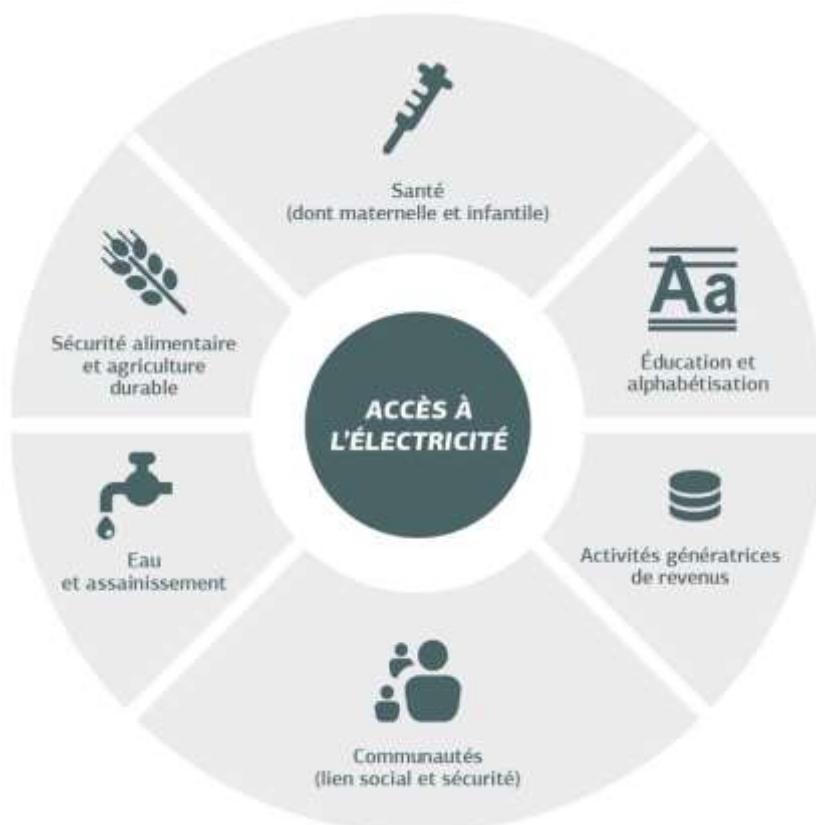 Santé
(dont maternelle et infantile)
Aa
Éducation et
alphabétisation
Activités génératrices
de revenus
Communautés
(lien social et sécurité)
Eau
et assainissement
Sécurité alimentaire
et agriculture
durable
ACCÈS À
L'ÉLECTRICITÉ